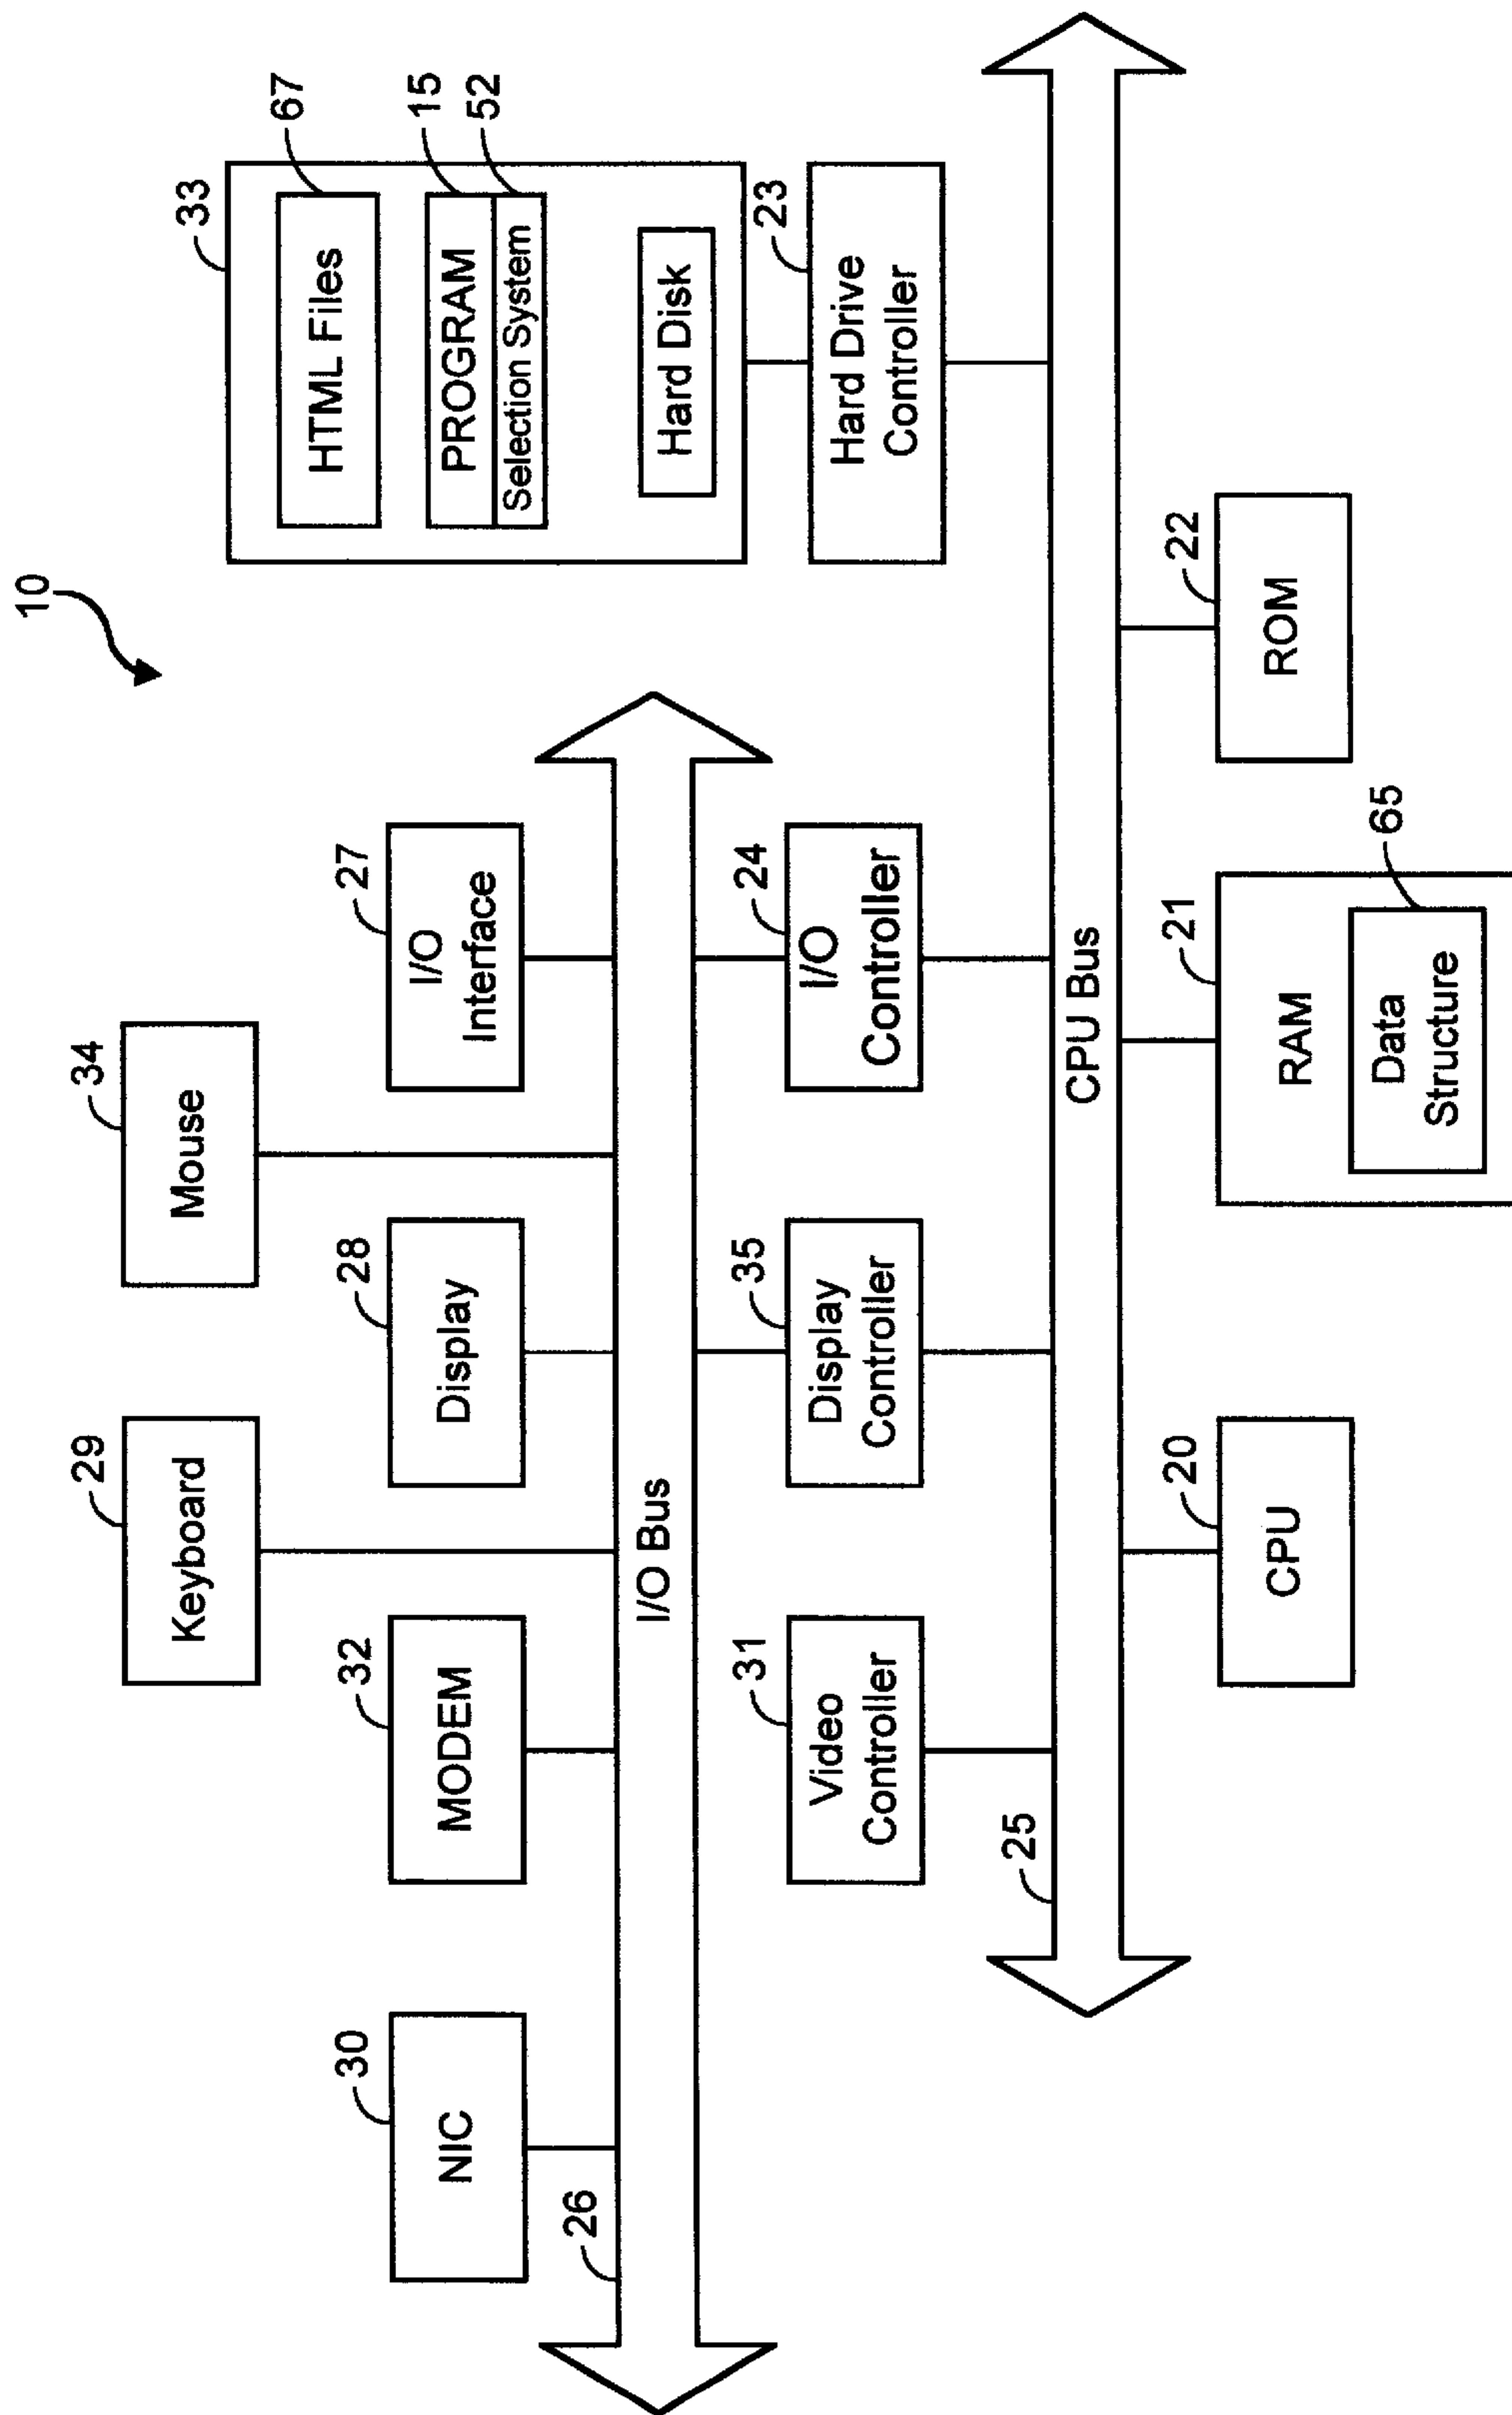 10
Keyboard
29
Mouse
34
33
HTML Files
67
PROGRAM
15
Selection System
52
Hard Disk
NIC
30
MODEM
32
Display
28
I/O
Interface
27
26
I/O Bus
Video
Controller
31
Display
Controller
35
I/O
Controller
24
Hard Drive
Controller
23
25
CPU Bus
CPU
20
RAM
21
Data
Structure
65
ROM
22